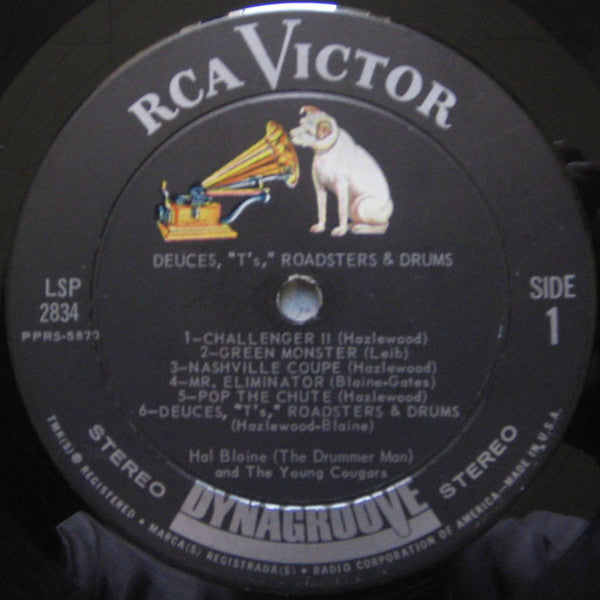 RCA VICTOR
DEUCES, "T's," ROADSTERS & DRUMS
LSP
2834
SIDE
1
1—CHALLENGER II (Hazlewood)
2—GREEN MONSTER (Leib)
3—NASHVILLE COUPE (Hazlewood)
4—MR. ELIMINATOR (Blaine-Gates)
5—POP THE CHUTE (Hazlewood)
6—DEUCES, "T's," ROADSTERS & DRUMS
(Hazlewood-Blaine)
Hal Blaine (The Drummer Man)
and The Young Cougars
STEREO
STEREO
DYNAGROOVE
TMK(S) ® REGISTERED • MARCA(S) REGISTRADA(S) • RADIO CORPORATION OF AMERICA—MADE IN U.S.A.